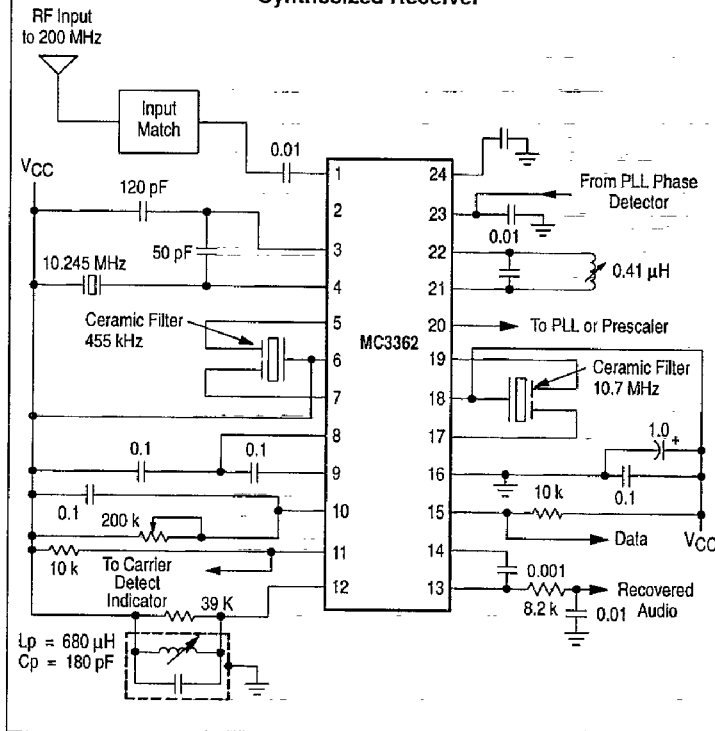 Synthesized Receiver
RF Input
to 200 MHz
Input
Match
0.01
VCC
120 pF
50 pF
10.245 MHz
Ceramic Filter
455 kHz
0.1
0.1
0.1
200 k
10 k
To Carrier
Detect
Indicator
39 K
Lp = 680 µH
Cp = 180 pF
1
2
3
4
5
6
7
8
9
10
11
12
MC3362
24
23
22
21
20
19
18
17
16
15
14
13
From PLL Phase
Detector
0.01
0.41 µH
To PLL or Prescaler
Ceramic Filter
10.7 MHz
1.0
+
0.1
10 k
VCC
Data
0.001
8.2 k
Recovered
Audio
0.01